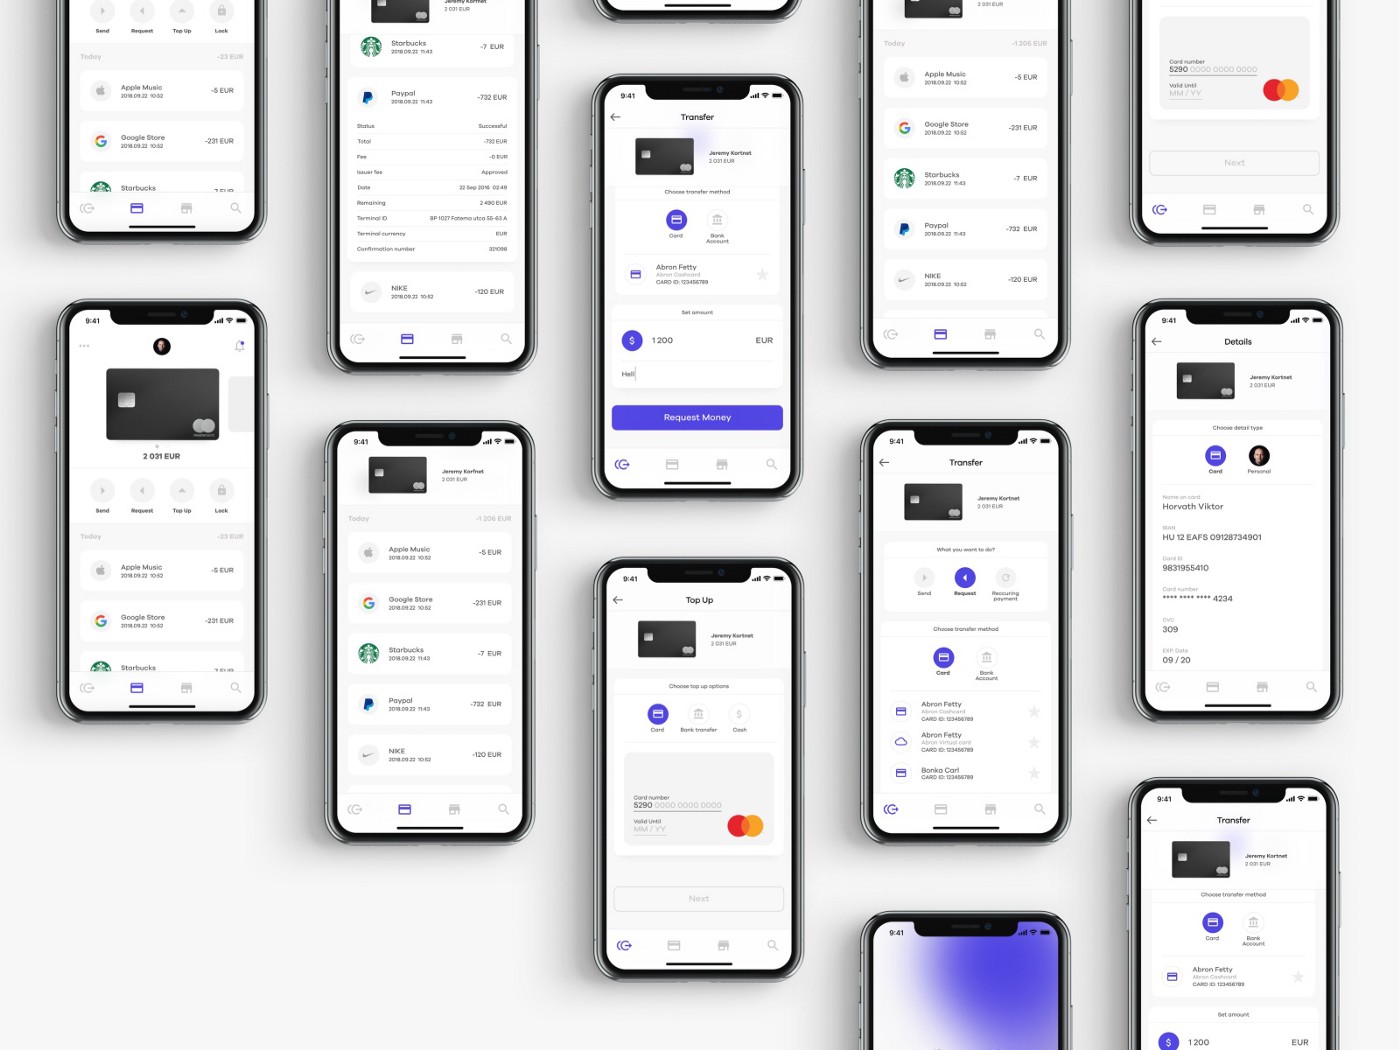 Send Request Top Up Lock
Today -23 EUR
Apple Music
2018.09.22 10:52
-5 EUR
Google Store
2018.09.22 10:52
-231 EUR
Starbucks
-7 EUR
9:41
2 031 EUR
Send Request Top Up Lock
Today -23 EUR
Apple Music
2018.09.22 10:52
-5 EUR
Google Store
2018.09.22 10:52
-231 EUR
Starbucks
-7 EUR
Jeremy Kortnet
2 031 EUR
Starbucks
2018.09.22 11:43
-7 EUR
Paypal
2018.09.22 11:43
-732 EUR
Status Successful
Total -732 EUR
Fee -0 EUR
Issuer fee Approved
Date 22 Sep 2016 02:49
Remaining 2 490 EUR
Terminal ID BP 1027 Fatema utca 55-63 A
Terminal currency EUR
Confirmation number 321098
NIKE
2018.09.22 10:52
-120 EUR
9:41
Jeremy Kortnet
2 031 EUR
Today -1 206 EUR
Apple Music
2018.09.22 10:52
-5 EUR
Google Store
2018.09.22 10:52
-231 EUR
Starbucks
2018.09.22 11:43
-7 EUR
Paypal
2018.09.22 11:43
-732 EUR
NIKE
2018.09.22 10:52
-120 EUR
9:41
Transfer
Jeremy Kortnet
2 031 EUR
Choose transfer method
Card
Bank
Account
Abron Fetty
Abron Cashcard
CARD ID: 123456789
Set amount
$ 1 200 EUR
Hell
Request Money
9:41
Top Up
Jeremy Kortnet
2 031 EUR
Choose top up options
Card Bank transfer Cash
Card number
5290 0000 0000 0000
Valid Until
MM / YY
Next
2 031 EUR
Today -1 206 EUR
Apple Music
2018.09.22 10:52
-5 EUR
Google Store
2018.09.22 10:52
-231 EUR
Starbucks
2018.09.22 11:43
-7 EUR
Paypal
2018.09.22 11:43
-732 EUR
NIKE
2018.09.22 10:52
-120 EUR
9:41
Transfer
Jeremy Kortnet
2 031 EUR
What you want to do?
Send Request Reccuring
payment
Choose transfer method
Card
Bank
Account
Abron Fetty
Abron Cashcard
CARD ID: 123456789
Abron Fetty
Abron Virtual card
CARD ID: 123456789
Bonka Carl
CARD ID: 123456789
9:41
Card number
5290 0000 0000 0000
Valid Until
MM / YY
Next
9:41
Details
Jeremy Kortnet
2 031 EUR
Choose detail type
Card Personal
Name on card
Horvath Viktor
IBAN
HU 12 EAFS 09128734901
Card ID
9831955410
Card number
**** **** **** 4234
CVC
309
EXP. Date
09 / 20
9:41
Transfer
Jeremy Kortnet
2 031 EUR
Choose transfer method
Card
Bank
Account
Abron Fetty
Abron Cashcard
CARD ID: 123456789
Set amount
$ 1 200 EUR